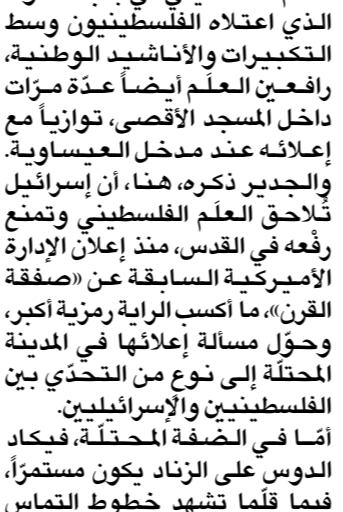 الذي اعتلاه الفلسطينيون وسط
التكبيرات والأناشيد الوطنية،
رافعين العلَم أيضاً عدّة مرّات
داخل المسجد الأقصى، توازياً مع
إعلائه عند مدخل العيساوية.
والجدير ذكره، هنا، أن إسرائيل
تُلاحق العلَم الفلسطيني وتمنع
رفْعه في القدس، منذ إعلان الإدارة
الأميركية السابقة عن «صفقة
القرن»، ما أكسب الراية رمزية أكبر،
وحوّل مسألة إعلائها في المدينة
المحتلّة إلى نوعٍ من التحدّي بين
الفلسطينيين والإسرائيليين.
أمّا في الضفة المحتلّة، فيكاد
الدوس على الزناد يكون مستمرّاً،
فيما قلّما تشهد خطوط التماس